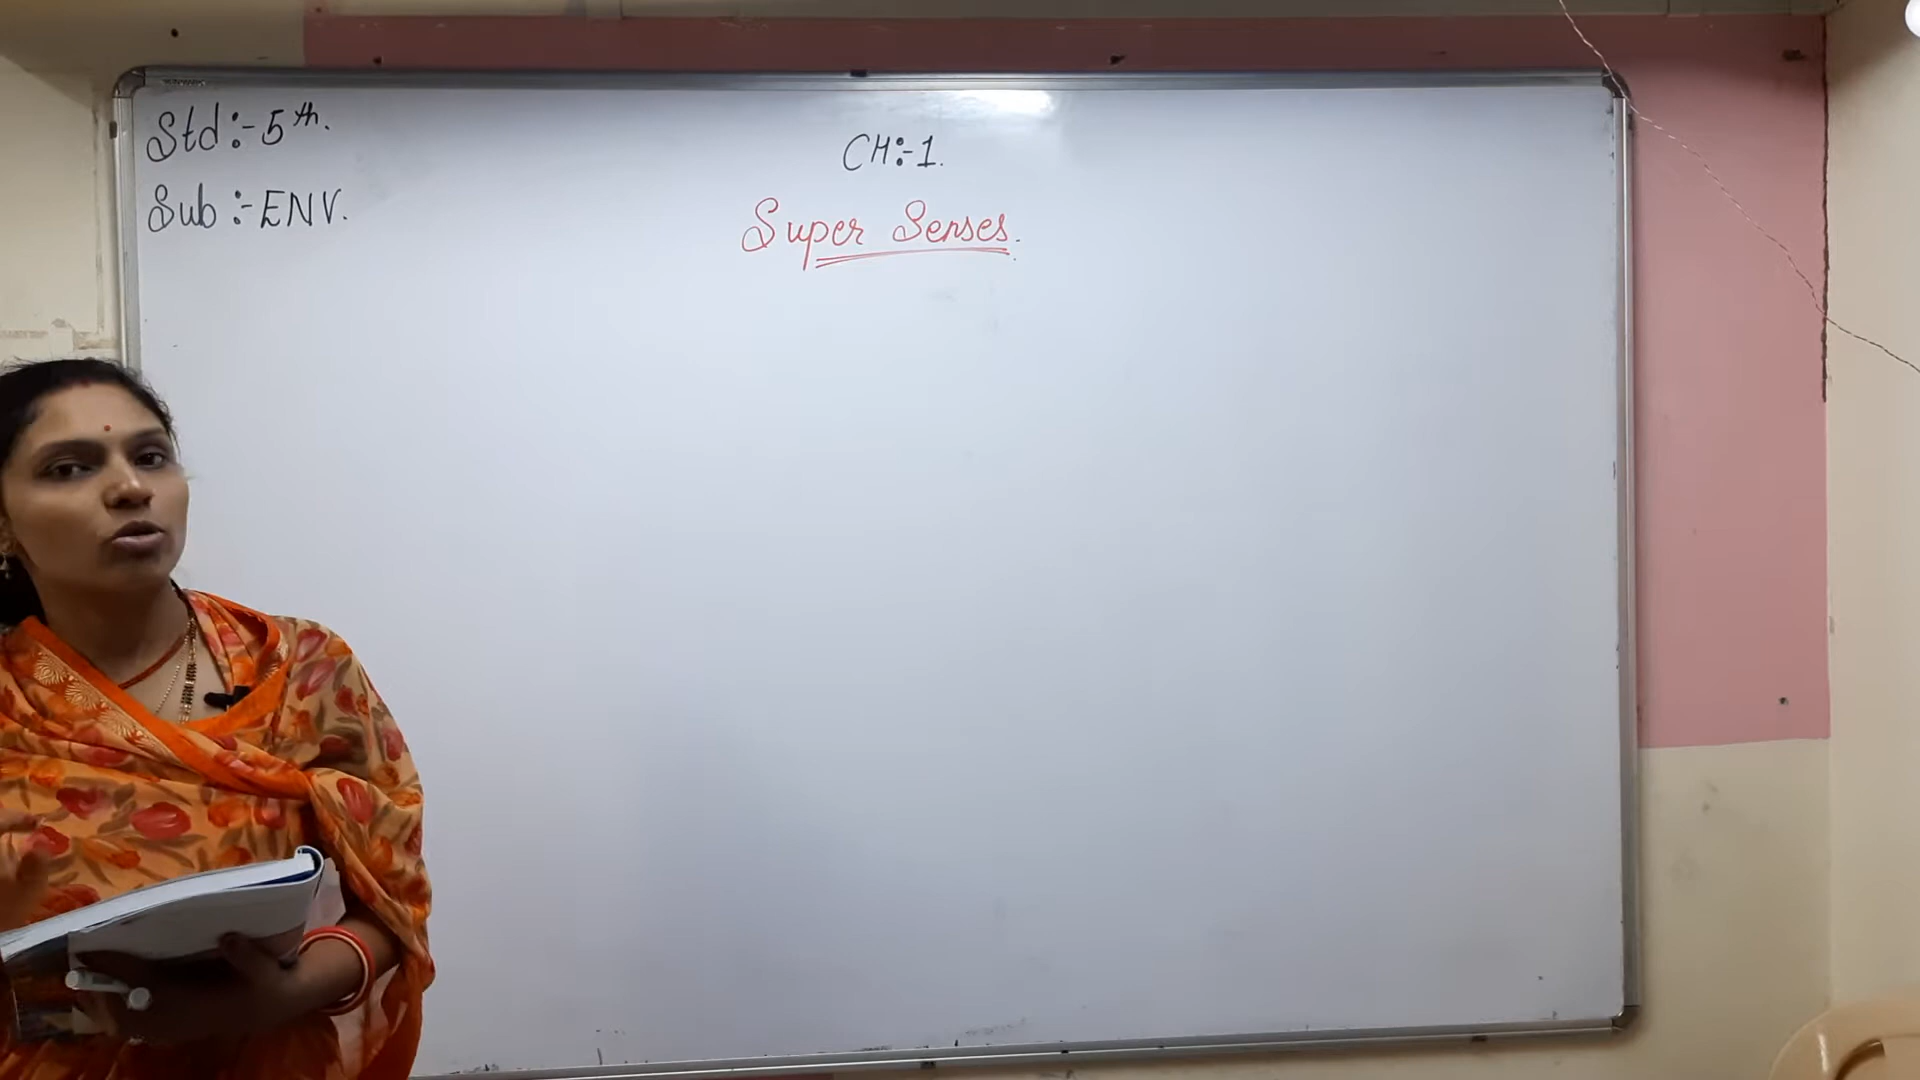 Std:- 5th.
Sub:- ENV.
CH:-1.
Super Senses.